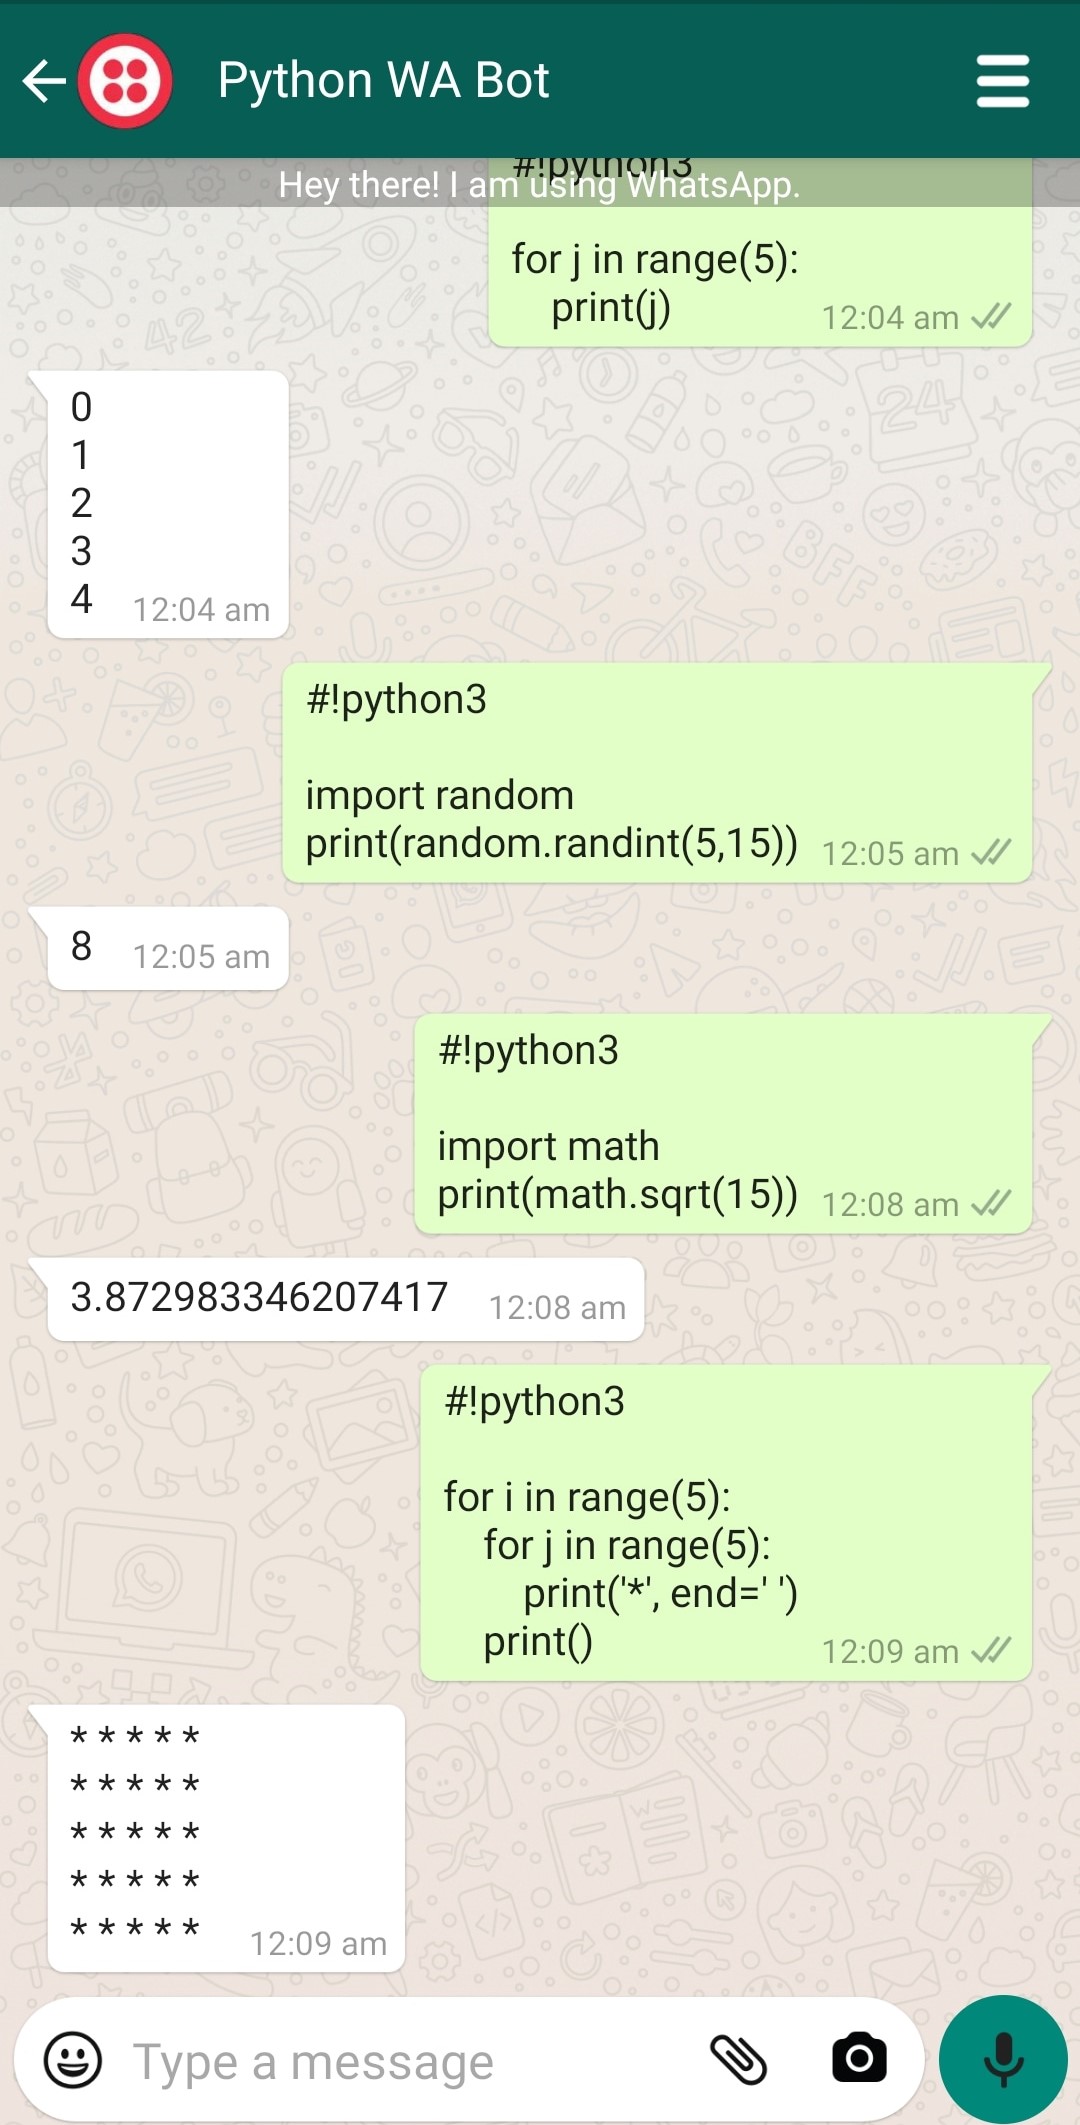 Python WA Bot
#!python3
Hey there! I am using WhatsApp.
for j in range(5):
    print(j)
12:04 am
0
1
2
3
4
12:04 am
#!python3
import random
print(random.randint(5,15))
12:05 am
8
12:05 am
#!python3
import math
print(math.sqrt(15))
12:08 am
3.872983346207417
12:08 am
#!python3
for i in range(5):
    for j in range(5):
        print('*', end=' ')
    print()
12:09 am
* * * * *
* * * * *
* * * * *
* * * * *
* * * * *
12:09 am
Type a message